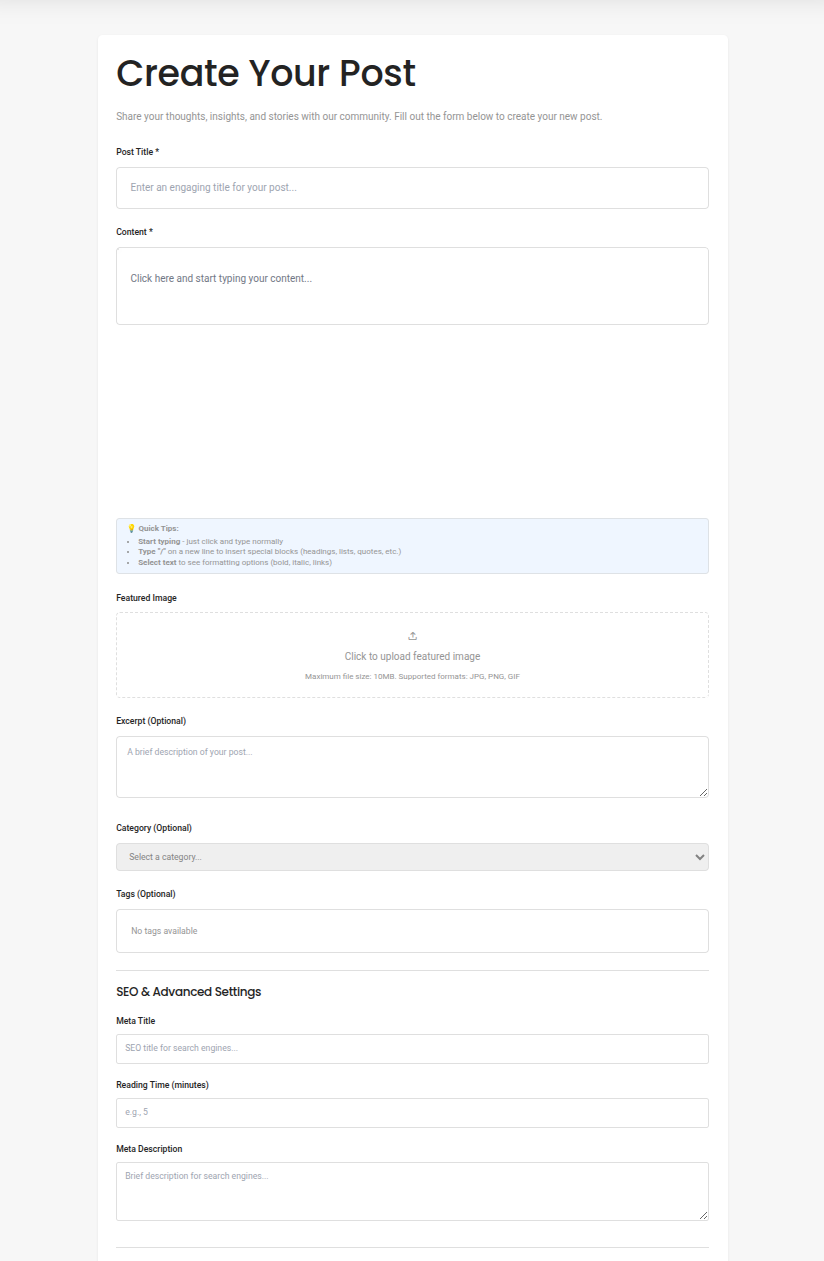 Create Your Post
Share your thoughts, insights, and stories with our community. Fill out the form below to create your new post.
Post Title *
Enter an engaging title for your post...
Content *
Click here and start typing your content...
💡 Quick Tips:
• Start typing - just click and type normally
• Type "/" on a new line to insert special blocks (headings, lists, quotes, etc.)
• Select text to see formatting options (bold, italic, links)
Featured Image
Click to upload featured image
Maximum file size: 10MB. Supported formats: JPG, PNG, GIF
Excerpt (Optional)
A brief description of your post...
Category (Optional)
Select a category...
Tags (Optional)
No tags available
SEO & Advanced Settings
Meta Title
SEO title for search engines...
Reading Time (minutes)
e.g., 5
Meta Description
Brief description for search engines...